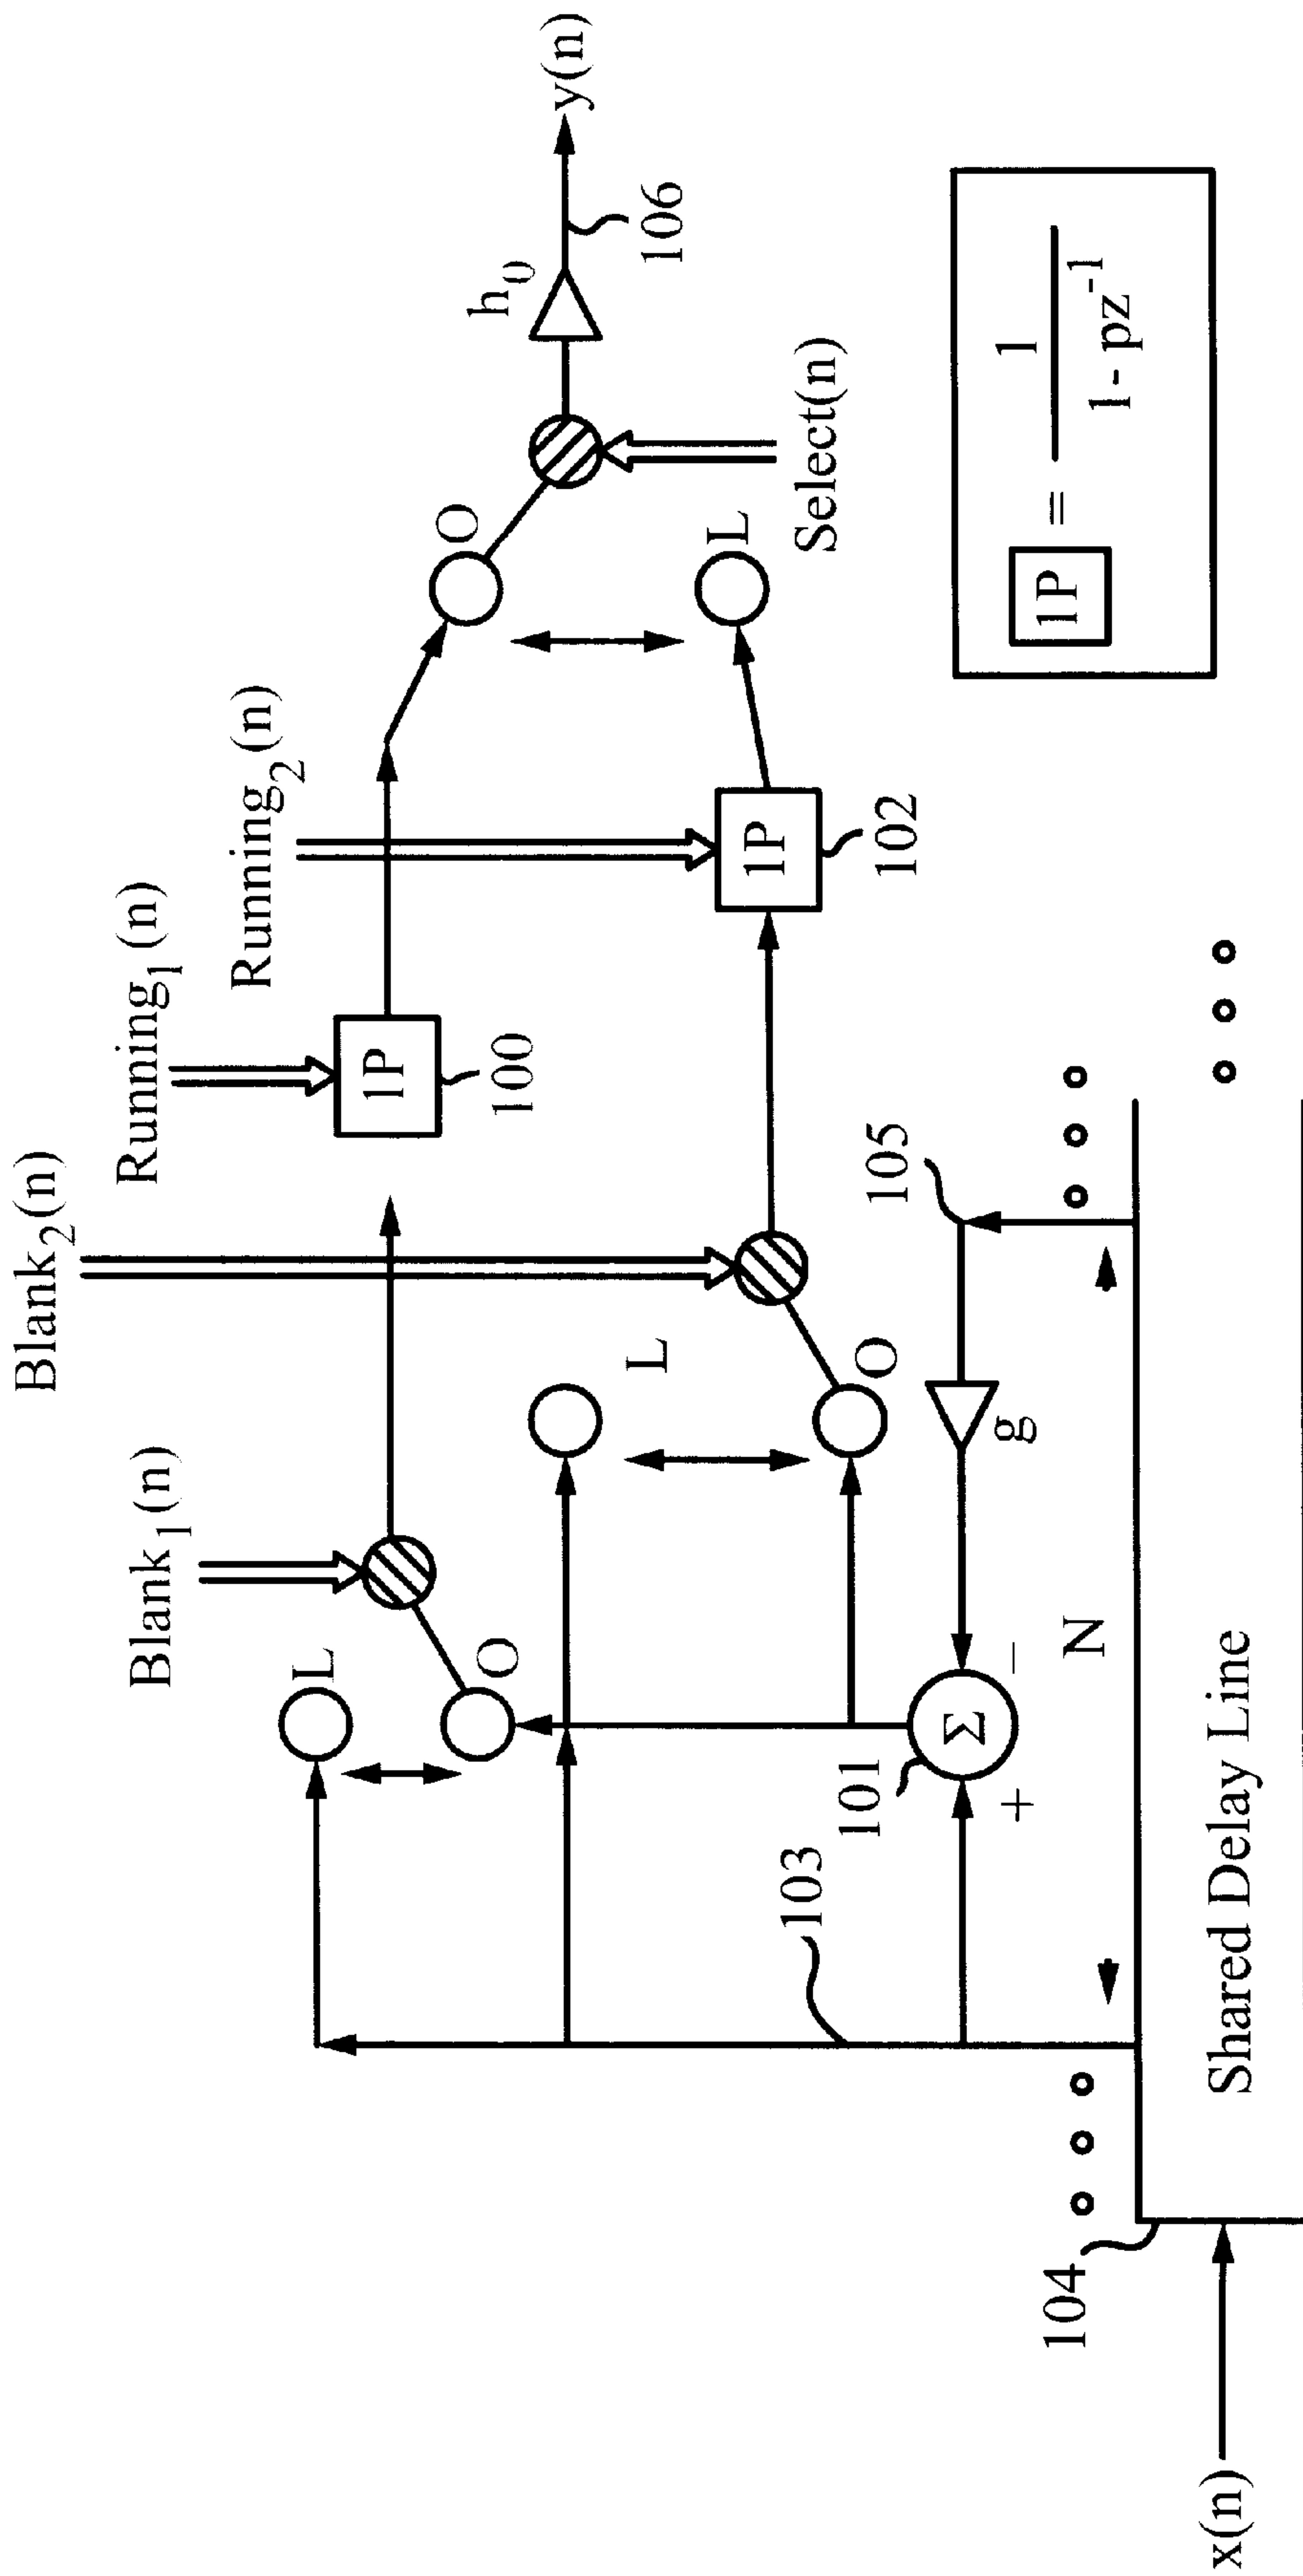 Blank₂(n)
Running₁(n)
Blank₁(n)
Running₂(n)
L
1P
O
O
100
h₀
y(n)
L
106
L
1P
Select(n)
103
101
O
105
102
Σ
+
−
g
1P = 1 / 1 - pz⁻¹
N
104
Shared Delay Line
x(n)